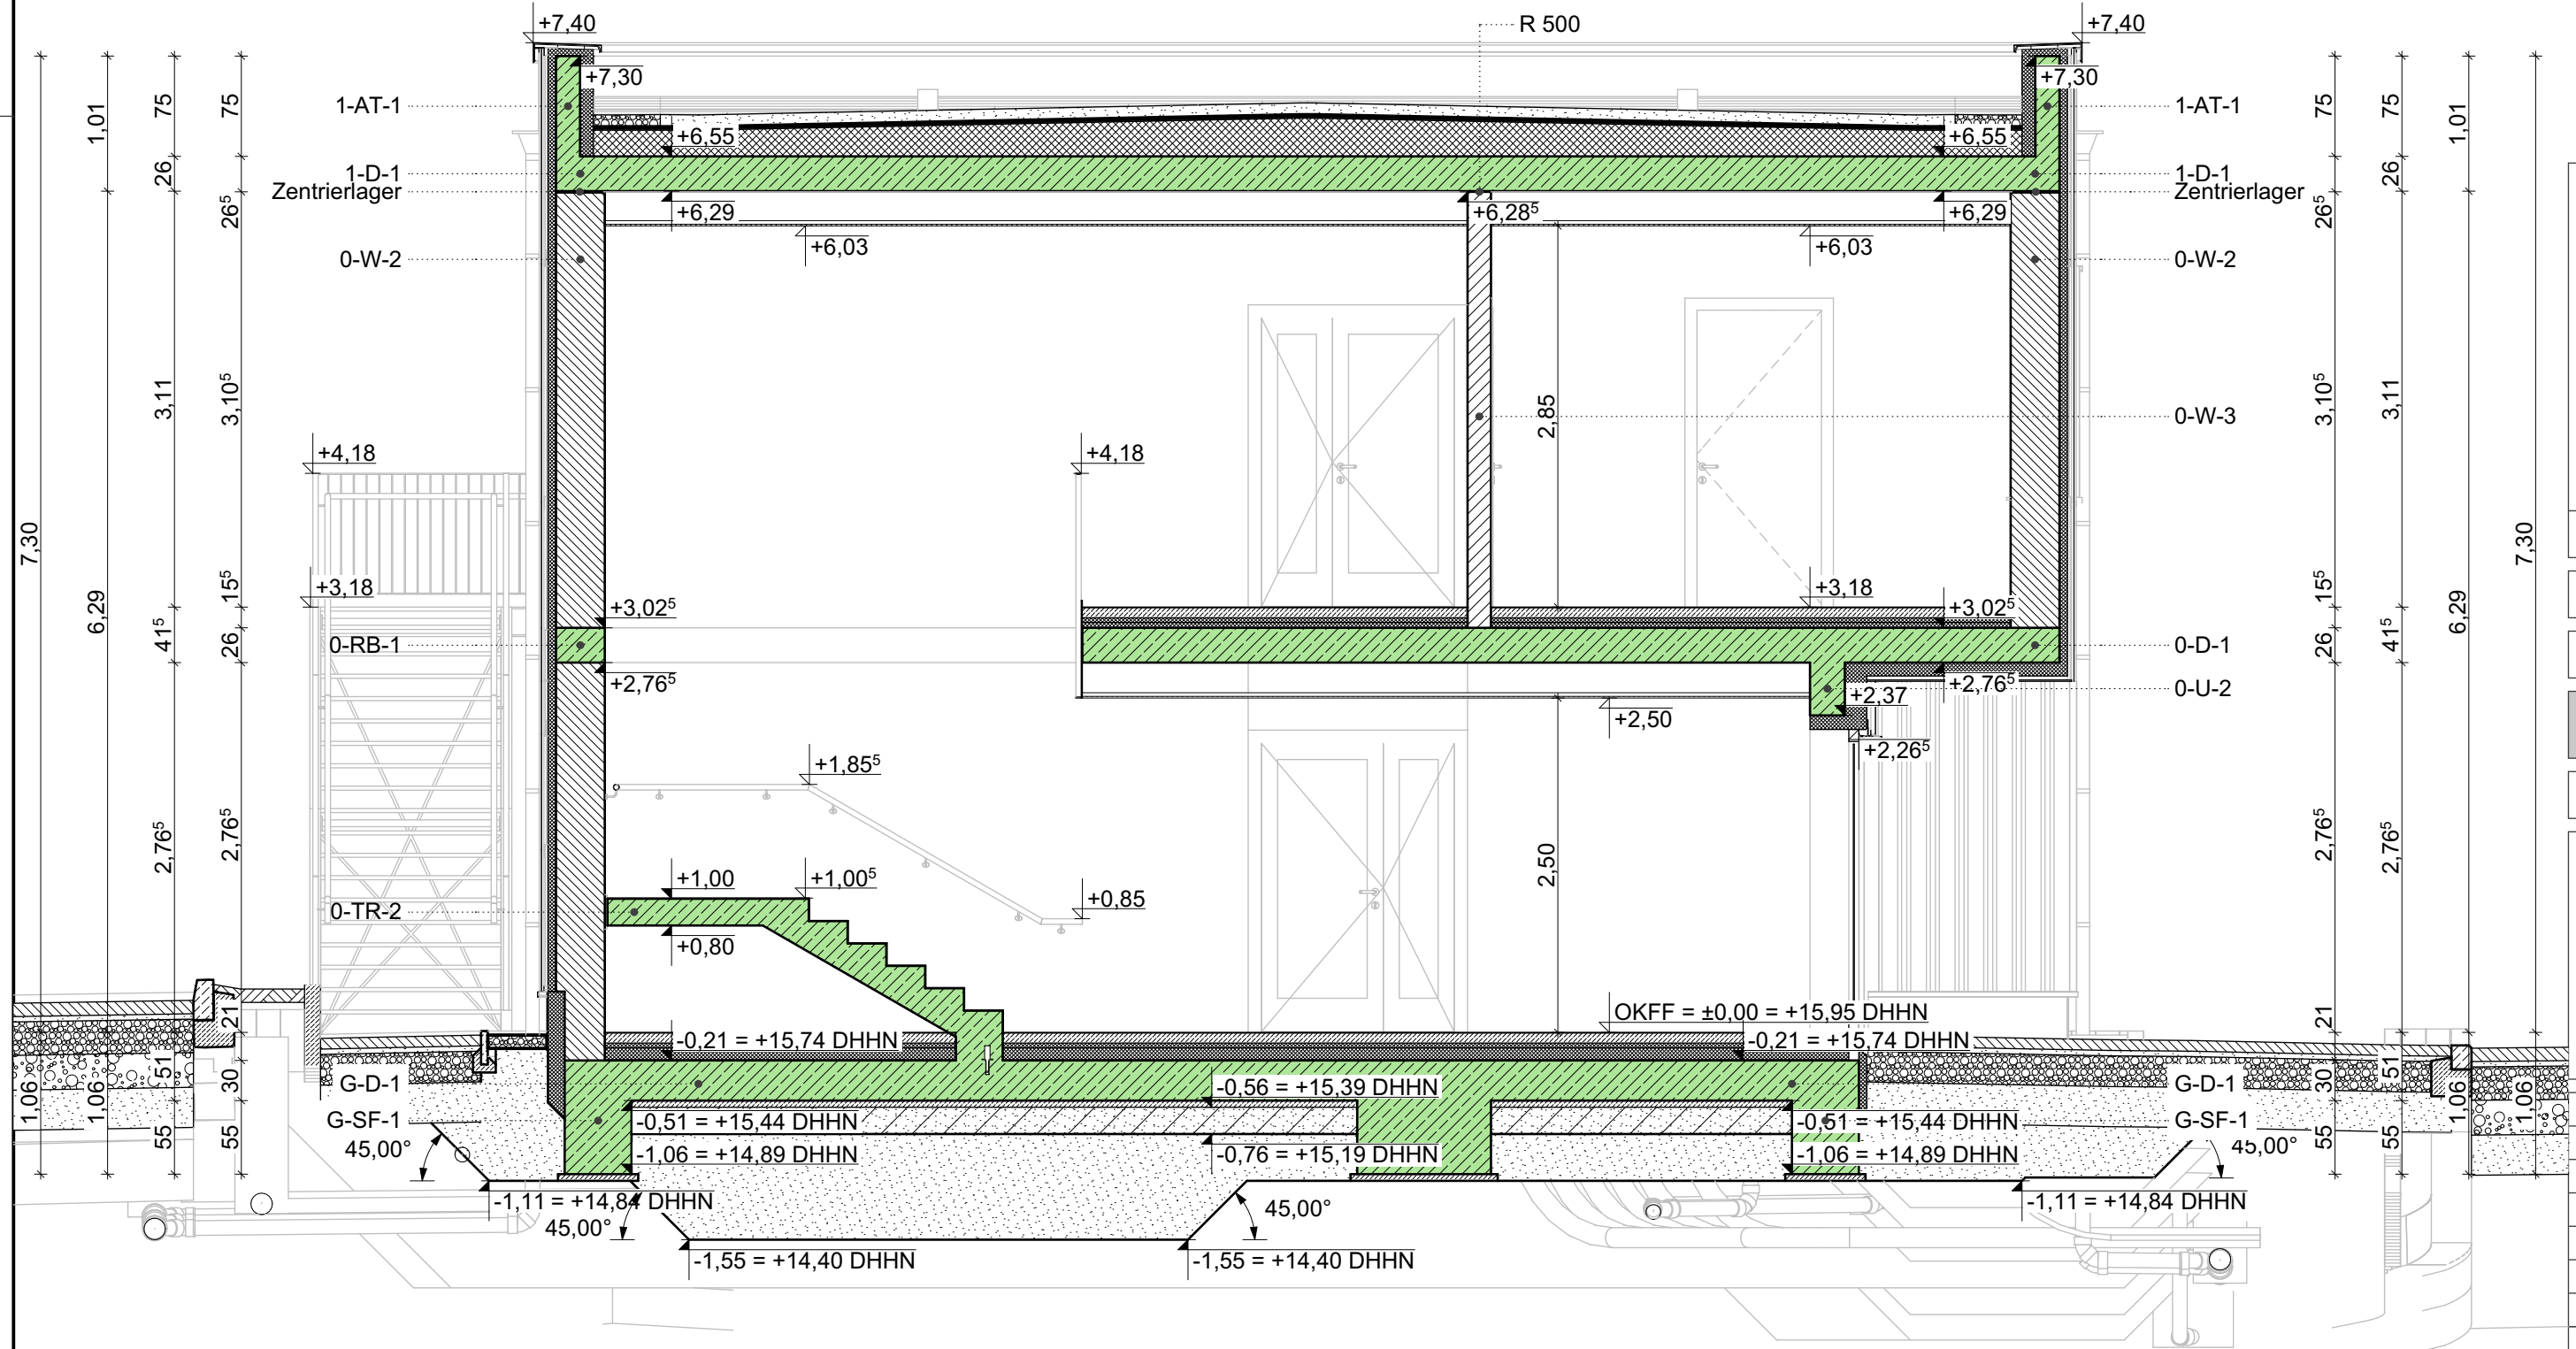 +7,40
R 500
+7,40
+7,30
+7,30
1-AT-1
1-AT-1
+6,55
+6,55
1-D-1
1-D-1
Zentrierlager
Zentrierlager
+6,29
+6,28⁵
+6,29
+6,03
+6,03
0-W-2
0-W-2
0-W-3
2,85
+4,18
+4,18
+3,18
+3,18
+3,02⁵
+3,02⁵
0-RB-1
0-D-1
+2,76⁵
+2,76⁵
0-U-2
+2,37
+2,50
+2,26⁵
+1,85⁵
2,50
+1,00
+1,00⁵
+0,85
0-TR-2
+0,80
OKFF = ±0,00 = +15,95 DHHN
-0,21 = +15,74 DHHN
-0,21 = +15,74 DHHN
G-D-1
-0,56 = +15,39 DHHN
G-D-1
G-SF-1
-0,51 = +15,44 DHHN
-0,51 = +15,44 DHHN
G-SF-1
45,00°
-1,06 = +14,89 DHHN
-0,76 = +15,19 DHHN
-1,06 = +14,89 DHHN
45,00°
-1,11 = +14,84 DHHN
45,00°
45,00°
-1,11 = +14,84 DHHN
-1,55 = +14,40 DHHN
-1,55 = +14,40 DHHN
7,30
1,06
1,01
6,29
1,06
75
26
3,11
41⁵
2,76⁵
51
55
75
26⁵
3,10⁵
15⁵
26
2,76⁵
21
30
55
75
26⁵
3,10⁵
15⁵
26
2,76⁵
21
30
55
75
26
3,11
41⁵
2,76⁵
51
55
1,01
6,29
1,06
7,30
1,06